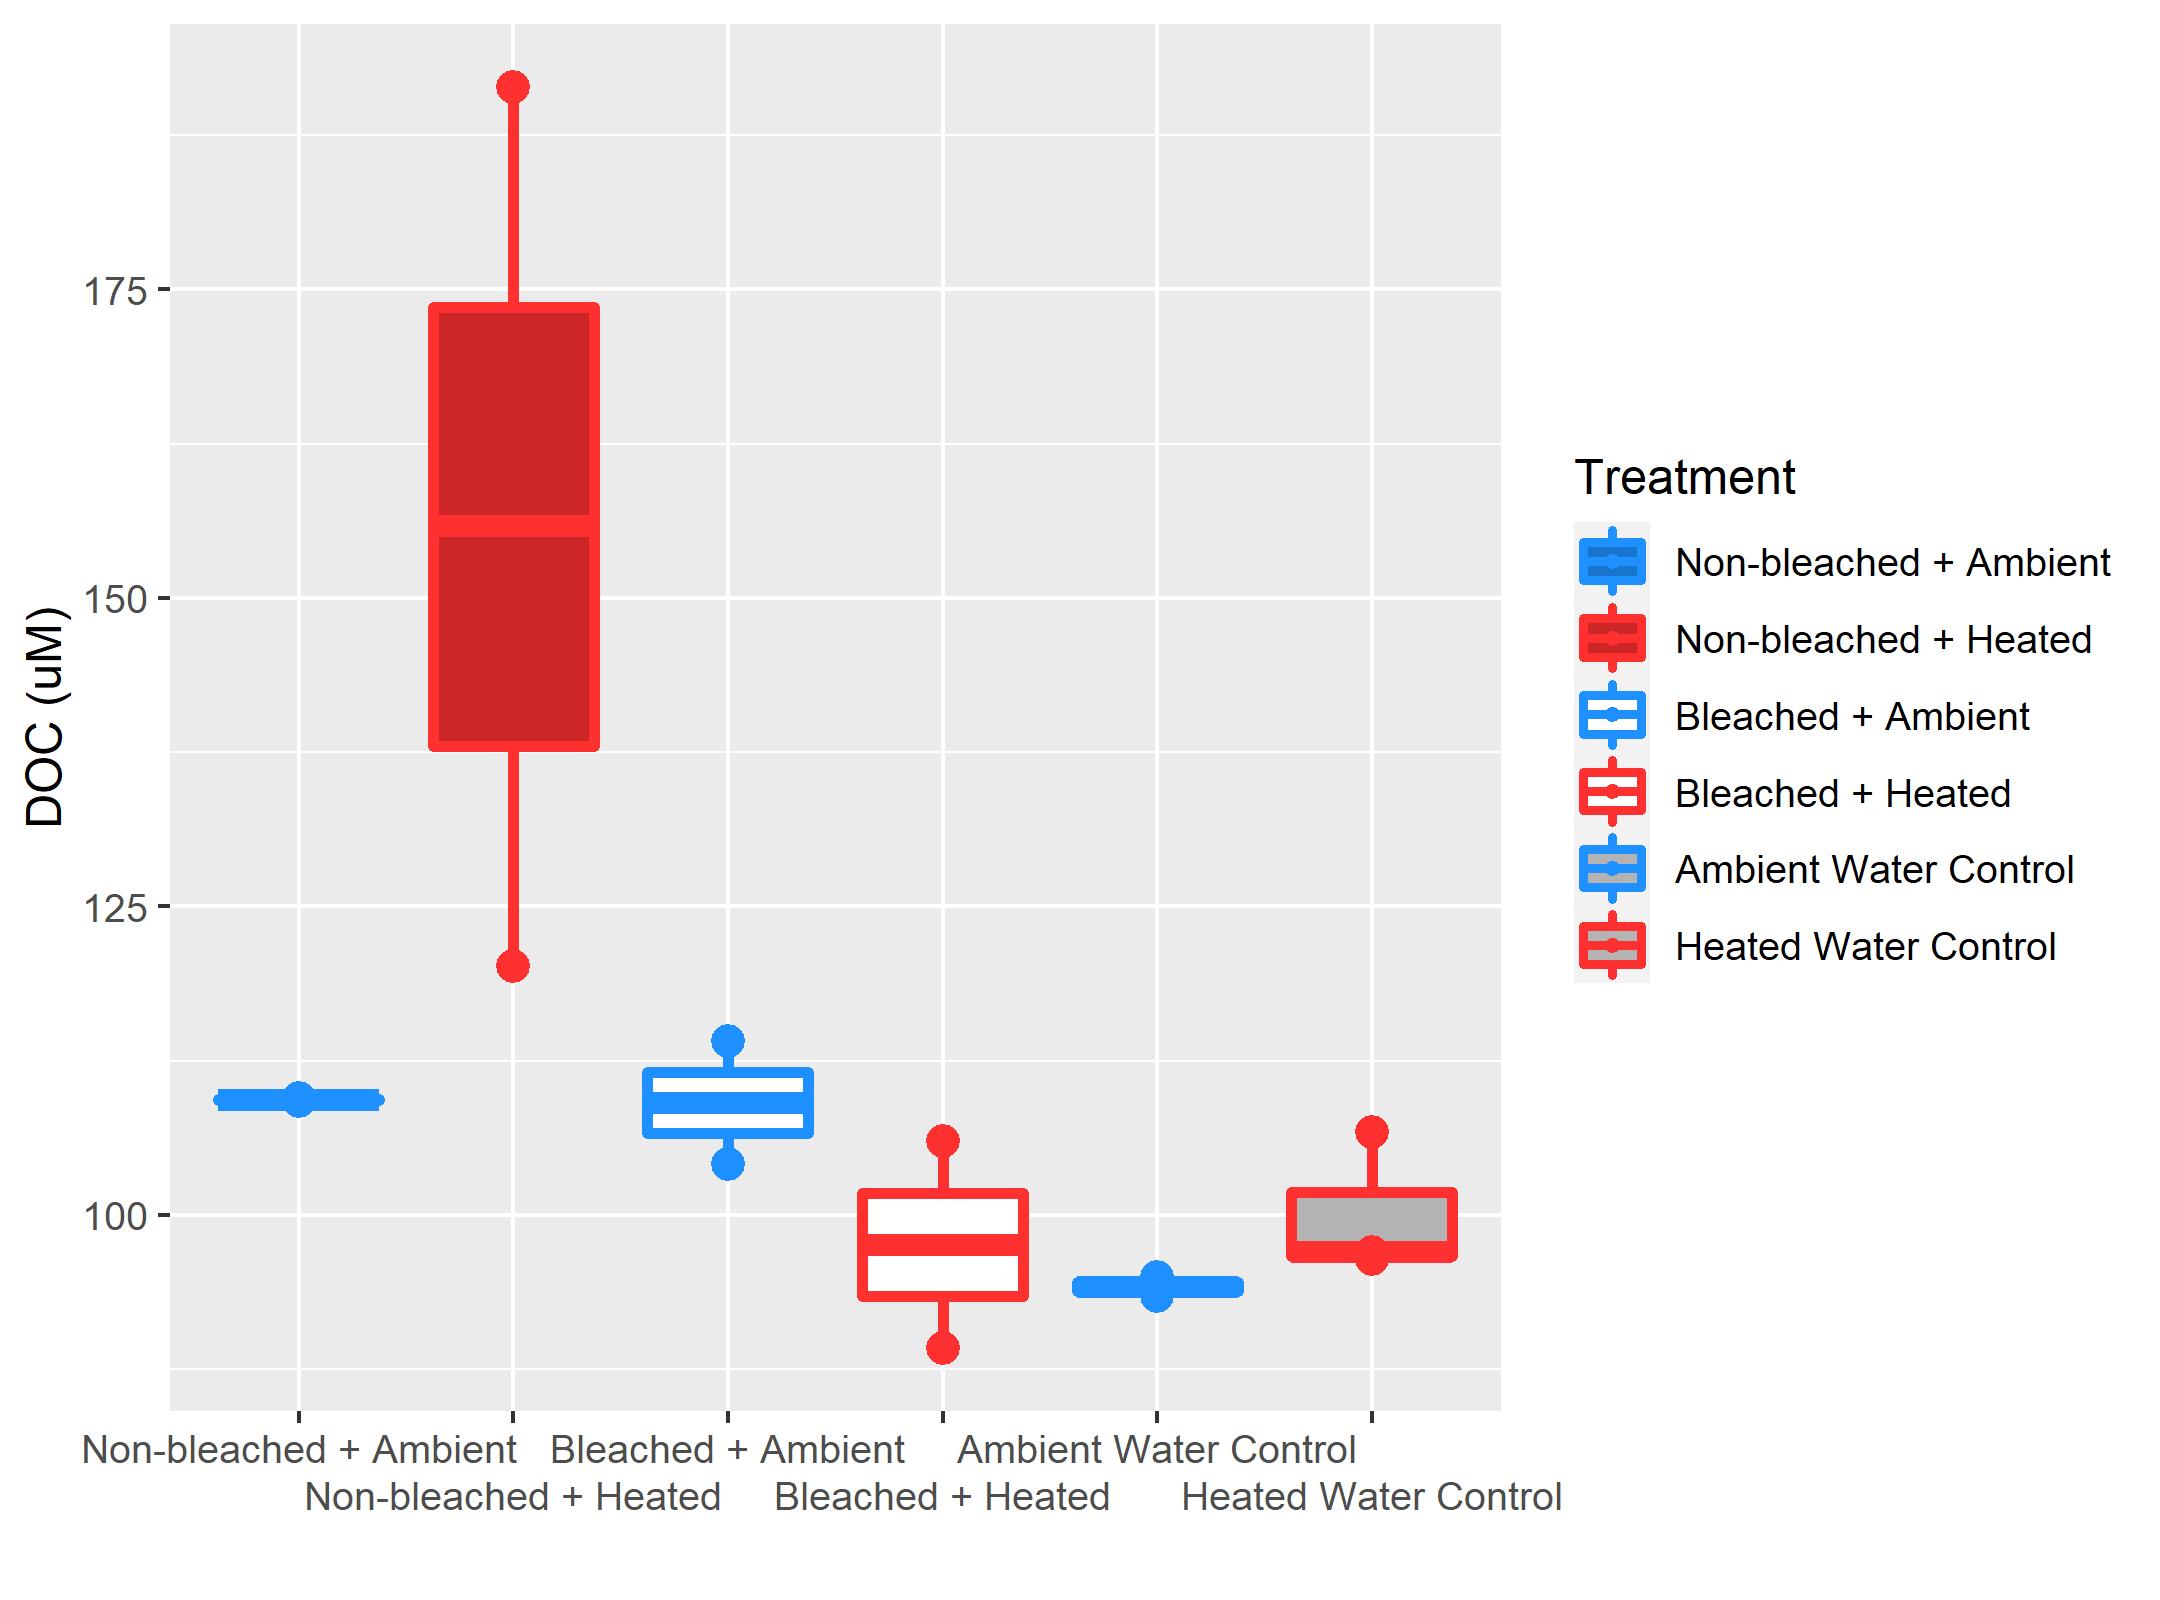 DOC (uM)
175
150
125
100
Non-bleached + Ambient
Non-bleached + Heated
Bleached + Ambient
Bleached + Heated
Ambient Water Control
Heated Water Control
Treatment
Non-bleached + Ambient
Non-bleached + Heated
Bleached + Ambient
Bleached + Heated
Ambient Water Control
Heated Water Control